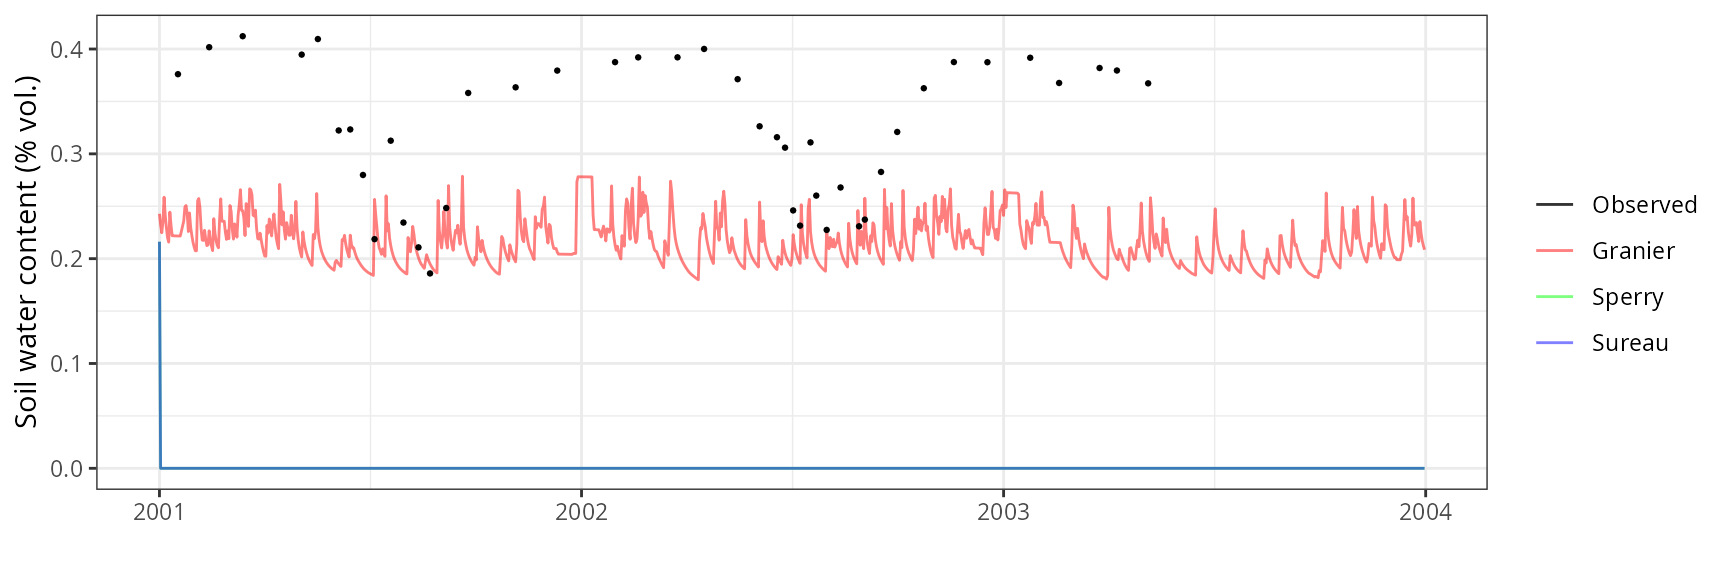 Soil water content (% vol.)
0.4
0.3
0.2
0.1
0.0
2001 2002 2003 2004
Observed
Granier
Sperry
Sureau